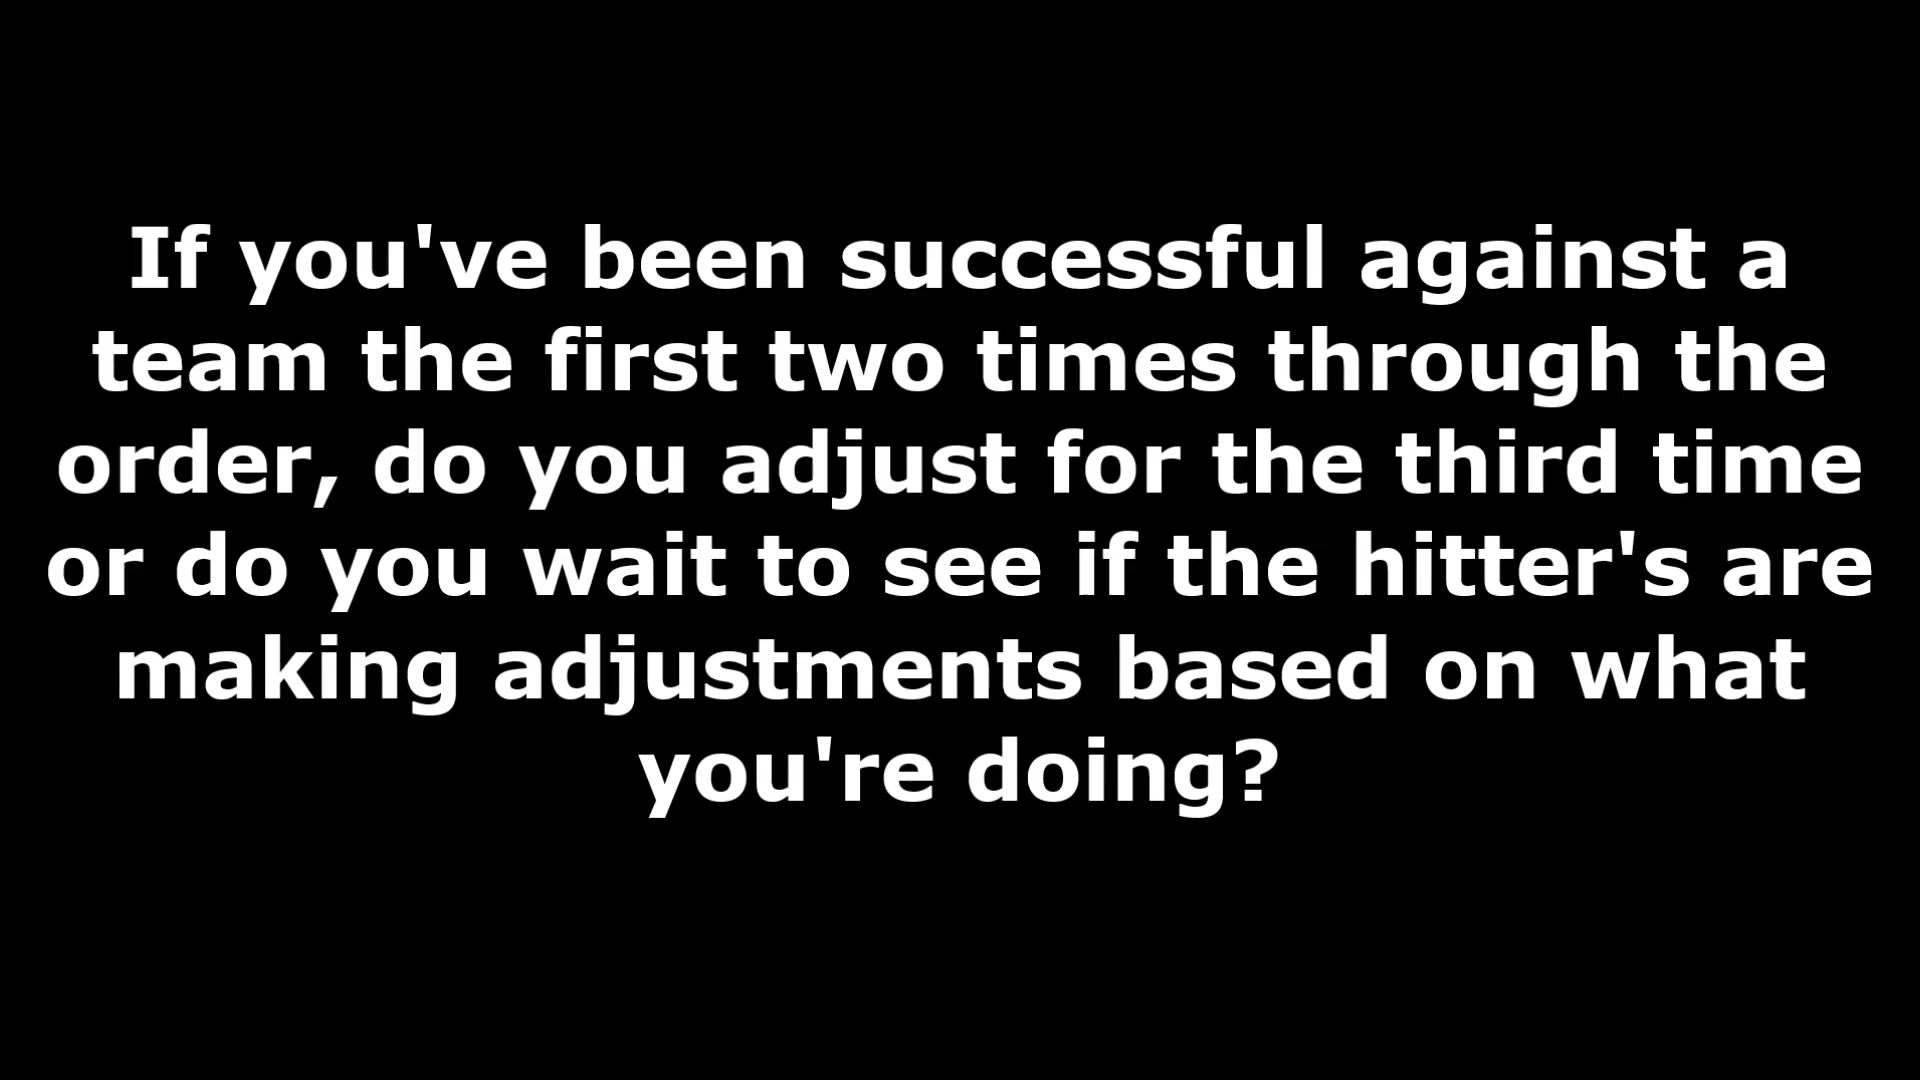 If you've been successful against a
team the first two times through the
order, do you adjust for the third time
or do you wait to see if the hitter's are
making adjustments based on what
you're doing?